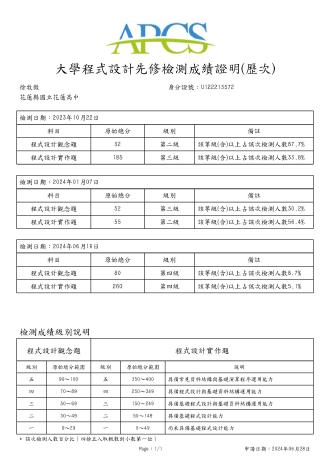 APCS
大學程式設計先修檢測成績證明(歷次)
身分證號：U122213572
花蓮縣國立花蓮高中
檢測日期：2023年10月22日
科目 原始總分 級別 備註
程式設計觀念題 32 第二級 該等級(含)以上占該次檢測人數87.7%
程式設計實作題 185 第三級 該等級(含)以上占該次檢測人數33.8%
檢測日期：2024年01月07日
科目 原始總分 級別 備註
程式設計觀念題 52 第三級 該等級(含)以上占該次檢測人數30.2%
程式設計實作題 55 第二級 該等級(含)以上占該次檢測人數56.4%
檢測日期：2024年06月16日
科目 原始總分 級別 備註
程式設計觀念題 80 第四級 該等級(含)以上占該次檢測人數6.7%
程式設計實作題 260 第四級 該等級(含)以上占該次檢測人數5.1%
檢測成績級別說明
程式設計觀念題 程式設計實作題
級別 原始總分範圍 級別 原始總分範圍 說明
五 90~100 五 350~400 具備常見資料結構與基礎演算程序運用能力
四 70~89 四 250~349 具備程式設計與基礎資料結構運用能力
三 50~69 三 150~249 具備基礎程式設計與基礎資料結構運用能力
二 30~49 二 50~149 具備基礎程式設計能力
一 0~29 一 0~49 尚未具備基礎程式設計能力
* 該次檢測人數百分比（四捨五入取概數到小數第一位）
Page：1/1 申請日期：2024年06月28日